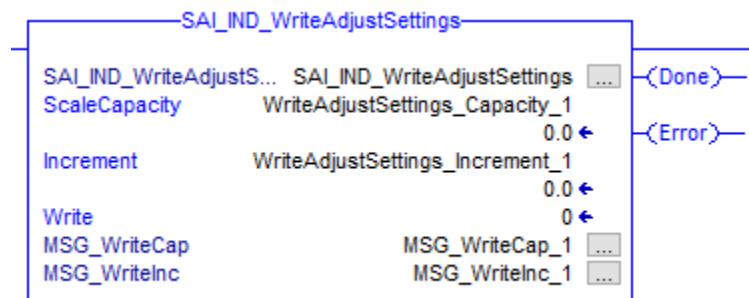 SAI_IND_WriteAdjustSettings
SAI_IND_WriteAdjustS... SAI_IND_WriteAdjustSettings ... (Done)
ScaleCapacity WriteAdjustSettings_Capacity_1
0.0 (Error)
Increment WriteAdjustSettings_Increment_1
0.0
Write 0
MSG_WriteCap MSG_WriteCap_1 ...
MSG_WriteInc MSG_WriteInc_1 ...